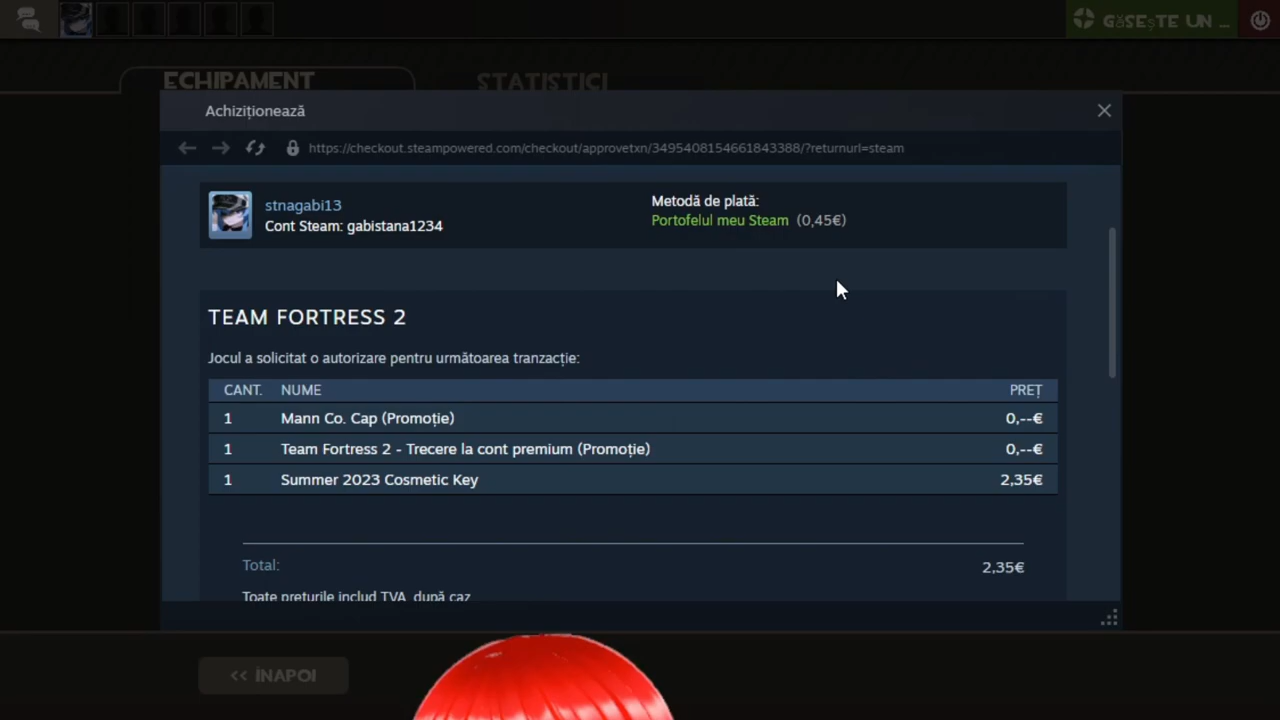 GĂSEȘTE UN ...
ECHIPAMENT
STATISTICI
Achiziționează
https://checkout.steampowered.com/checkout/approvetxn/3495408154661843388/?returnurl=steam
stnagabi13
Cont Steam: gabistana1234
Metodă de plată:
Portofelul meu Steam (0,45€)
TEAM FORTRESS 2
Jocul a solicitat o autorizare pentru următoarea tranzacție:
CANT. NUME PREȚ
1 Mann Co. Cap (Promoție) 0,--€
1 Team Fortress 2 - Trecere la cont premium (Promoție) 0,--€
1 Summer 2023 Cosmetic Key 2,35€
Total: 2,35€
Toate prețurile includ TVA, după caz
<< ÎNAPOI